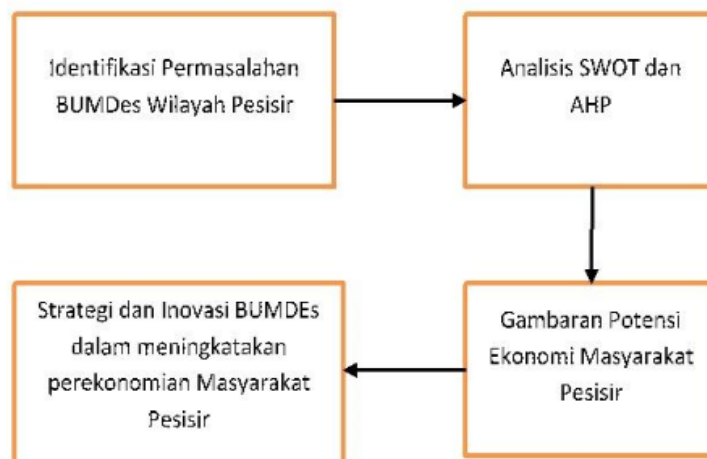 Identifikasi Permasalahan
BUMDes Wilayah Pesisir
Analisis SWOT dan
AHP
Gambaran Potensi
Ekonomi Masyarakat
Pesisir
Strategi dan Inovasi BUMDEs
dalam meningkatakan
perekonomian Masyarakat
Pesisir